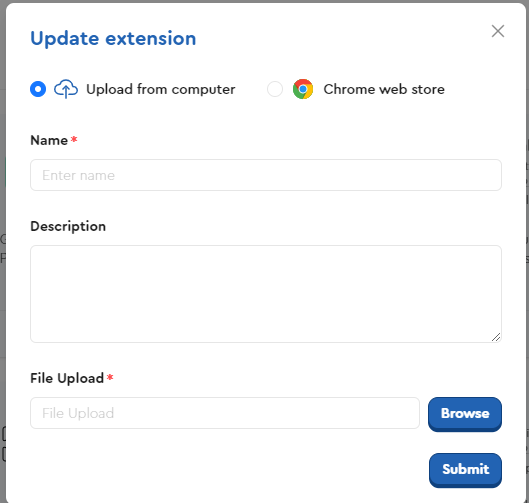 Update extension
Upload from computer Chrome web store
Name *
Enter name
Description
File Upload *
File Upload Browse
Submit